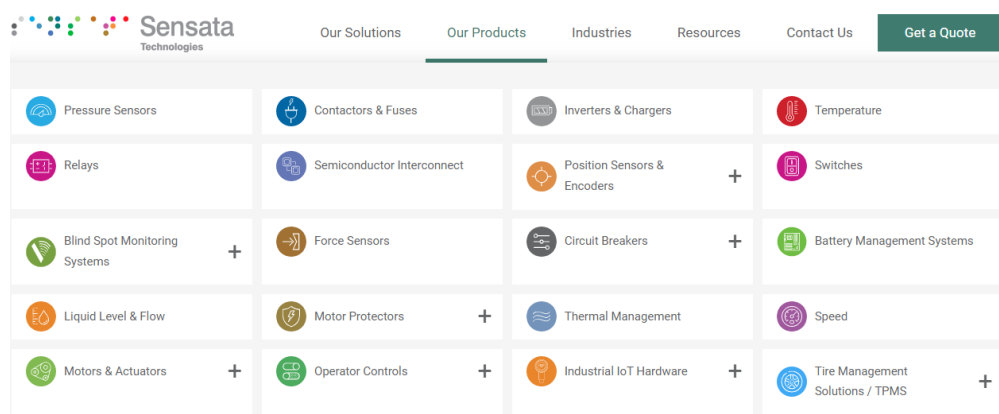 Sensata
Technologies
Our Solutions
Our Products
Industries
Resources
Contact Us
Get a Quote
Pressure Sensors
Contactors & Fuses
Inverters & Chargers
Temperature
Relays
Semiconductor Interconnect
Position Sensors &
Encoders
+
Switches
Blind Spot Monitoring
Systems
+
Force Sensors
Circuit Breakers
+
Battery Management Systems
Liquid Level & Flow
Motor Protectors
+
Thermal Management
Speed
Motors & Actuators
+
Operator Controls
+
Industrial IoT Hardware
+
Tire Management
Solutions / TPMS
+